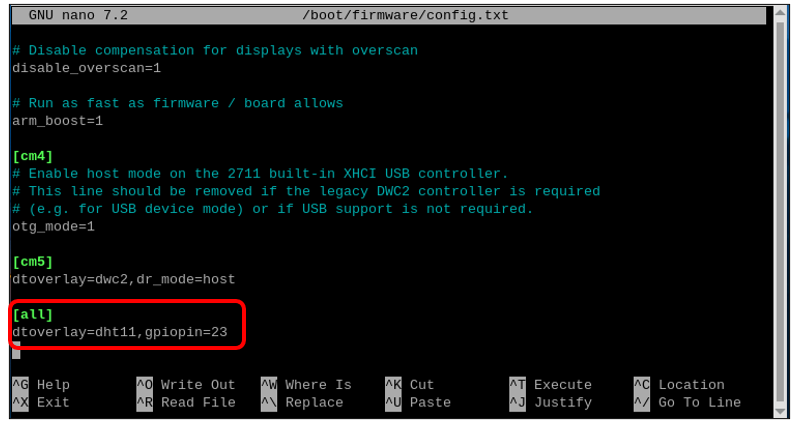 GNU nano 7.2 /boot/firmware/config.txt
# Disable compensation for displays with overscan
disable_overscan=1
# Run as fast as firmware / board allows
arm_boost=1
[cm4]
# Enable host mode on the 2711 built-in XHCI USB controller.
# This line should be removed if the legacy DWC2 controller is required
# (e.g. for USB device mode) or if USB support is not required.
otg_mode=1
[cm5]
dtoverlay=dwc2,dr_mode=host
[all]
dtoverlay=dht11,gpiopin=23
^G Help ^O Write Out ^W Where Is ^K Cut ^T Execute ^C Location
^X Exit ^R Read File ^\ Replace ^U Paste ^J Justify ^/ Go To Line